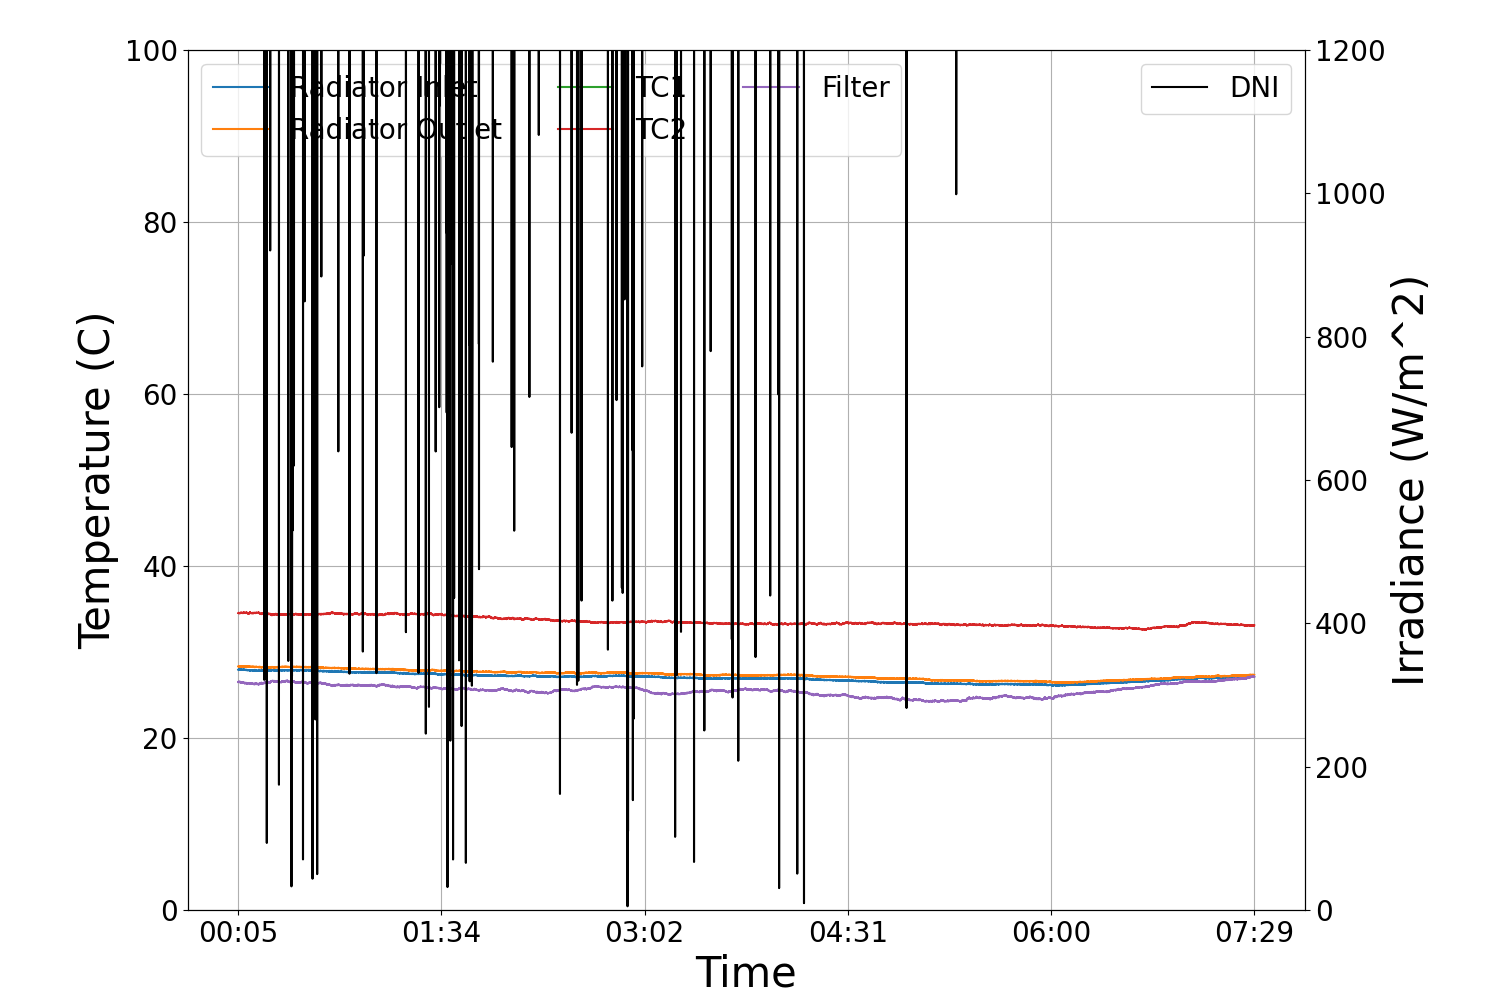 Radiator Inlet
Radiator Outlet
TC1
TC2
Filter
DNI
100
80
60
40
20
0
Temperature (C)
1200
1000
800
600
400
200
0
Irradiance (W/m^2)
00:05
01:34
03:02
04:31
06:00
07:29
Time